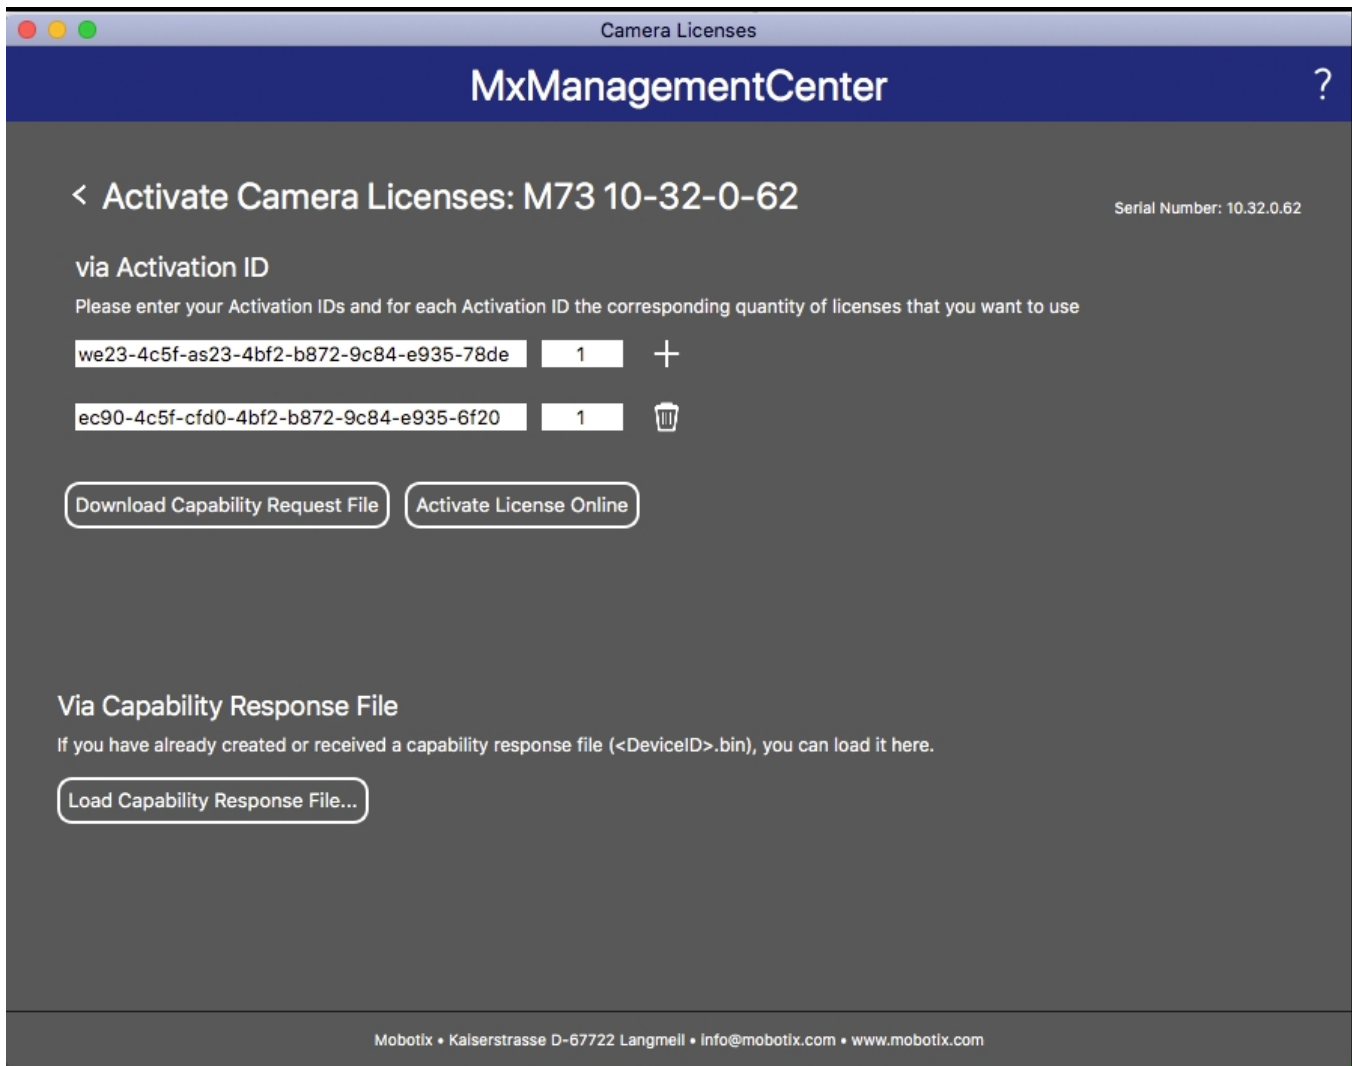 Camera Licenses
MxManagementCenter
?
< Activate Camera Licenses: M73 10-32-0-62
Serial Number: 10.32.0.62
via Activation ID
Please enter your Activation IDs and for each Activation ID the corresponding quantity of licenses that you want to use
we23-4c5f-as23-4bf2-b872-9c84-e935-78de 1 +
ec90-4c5f-cfd0-4bf2-b872-9c84-e935-6f20 1
Download Capability Request File Activate License Online
Via Capability Response File
If you have already created or received a capability response file (<DeviceID>.bin), you can load it here.
Load Capability Response File...
Mobotix • Kaiserstrasse D-67722 Langmeil • info@mobotix.com • www.mobotix.com